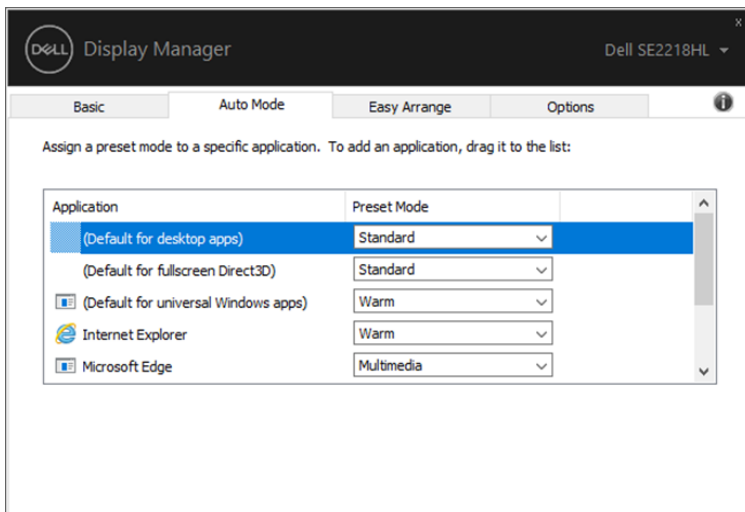 x
DELL Display Manager Dell SE2218HL
Basic Auto Mode Easy Arrange Options i
Assign a preset mode to a specific application. To add an application, drag it to the list:
Application Preset Mode
(Default for desktop apps) Standard
(Default for fullscreen Direct3D) Standard
(Default for universal Windows apps) Warm
Internet Explorer Warm
Microsoft Edge Multimedia